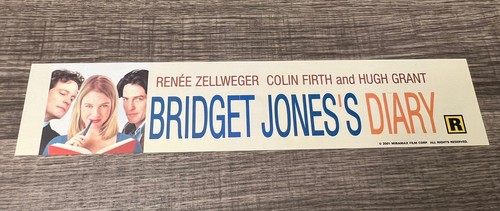 RENÉE ZELLWEGER COLIN FIRTH and HUGH GRANT
BRIDGET JONES'S DIARY
R
© 2001 MIRAMAX FILM CORP. ALL RIGHTS RESERVED.